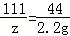 111/z = 44/2.2g